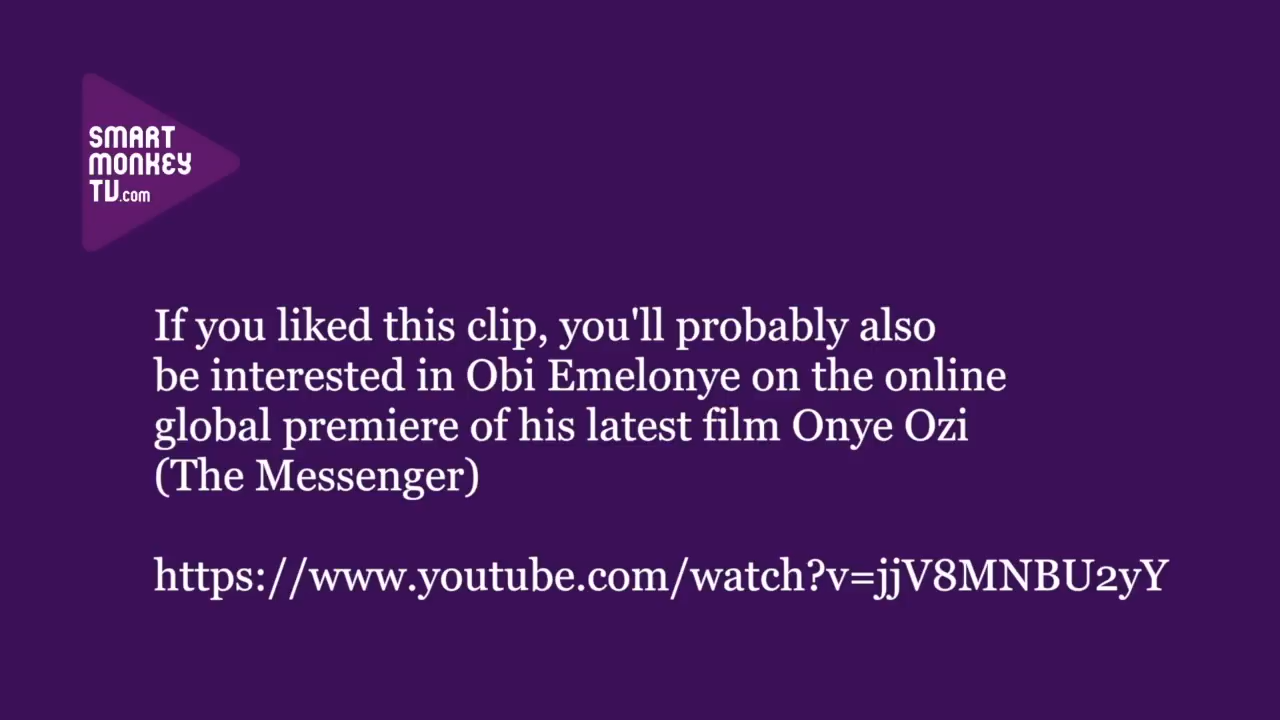 SMART
MONKEY
TV.com
If you liked this clip, you'll probably also
be interested in Obi Emelonye on the online
global premiere of his latest film Onye Ozi
(The Messenger)
https://www.youtube.com/watch?v=jjV8MNBU2yY